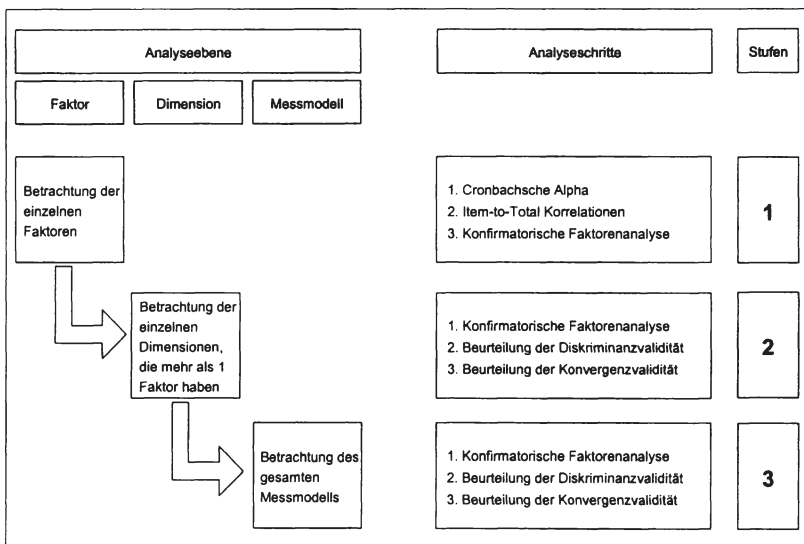 Analyseebene
Analyseschritte
Stufen
Faktor
Dimension
Messmodell
Betrachtung der
einzelnen
Faktoren
1. Cronbachsche Alpha
2. Item-to-Total Korrelationen
3. Konfirmatorische Faktorenanalyse
1
Betrachtung der
einzelnen
Dimensionen,
die mehr als 1
Faktor haben
1. Konfirmatorische Faktorenanalyse
2. Beurteilung der Diskriminanzvalidität
3. Beurteilung der Konvergenzvalidität
2
Betrachtung des
gesamten
Messmodells
1. Konfirmatorische Faktorenanalyse
2. Beurteilung der Diskriminanzvalidität
3. Beurteilung der Konvergenzvalidität
3